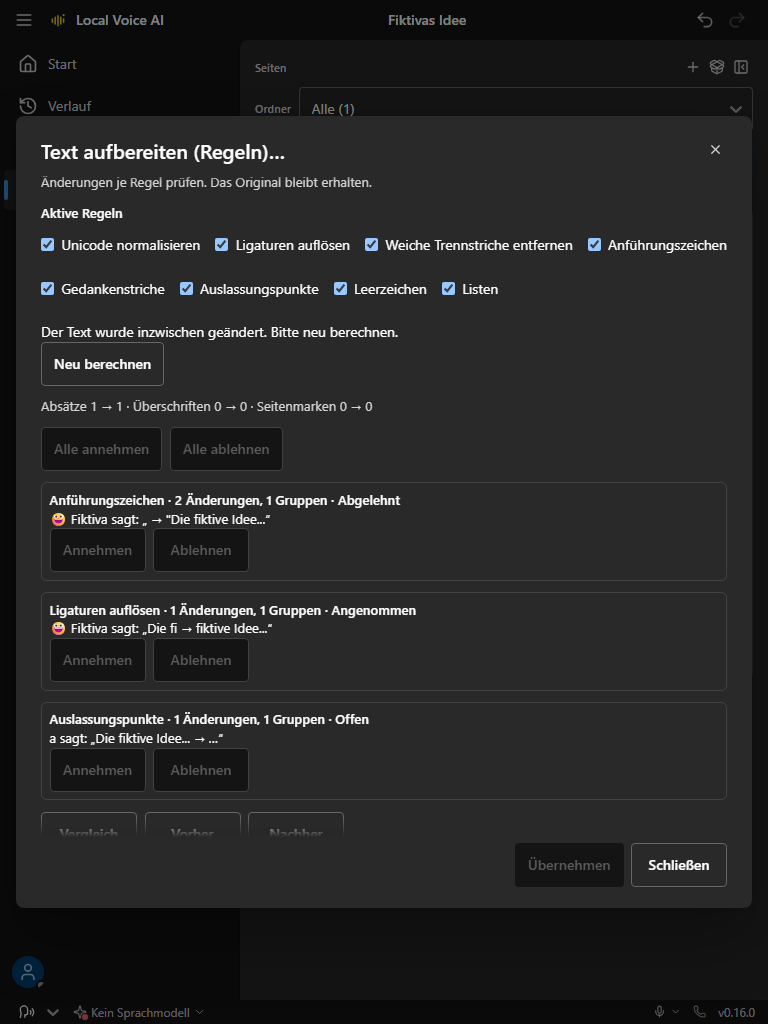 Local Voice AI
Fiktivas Idee
Start
Seiten
Verlauf
Ordner
Alle (1)
Text aufbereiten (Regeln)...
Änderungen je Regel prüfen. Das Original bleibt erhalten.
Aktive Regeln
Unicode normalisieren
Ligaturen auflösen
Weiche Trennstriche entfernen
Anführungszeichen
Gedankenstriche
Auslassungspunkte
Leerzeichen
Listen
Der Text wurde inzwischen geändert. Bitte neu berechnen.
Neu berechnen
Absätze 1 → 1 · Überschriften 0 → 0 · Seitenmarken 0 → 0
Alle annehmen
Alle ablehnen
Anführungszeichen · 2 Änderungen, 1 Gruppen · Abgelehnt
😀 Fiktiva sagt: „ → "Die fiktive Idee...“
Annehmen
Ablehnen
Ligaturen auflösen · 1 Änderungen, 1 Gruppen · Angenommen
😀 Fiktiva sagt: „Die fi → fiktive Idee...“
Annehmen
Ablehnen
Auslassungspunkte · 1 Änderungen, 1 Gruppen · Offen
a sagt: „Die fiktive Idee... → …“
Annehmen
Ablehnen
Vergleich
Vorher
Nachher
Übernehmen
Schließen
Kein Sprachmodell
v0.16.0